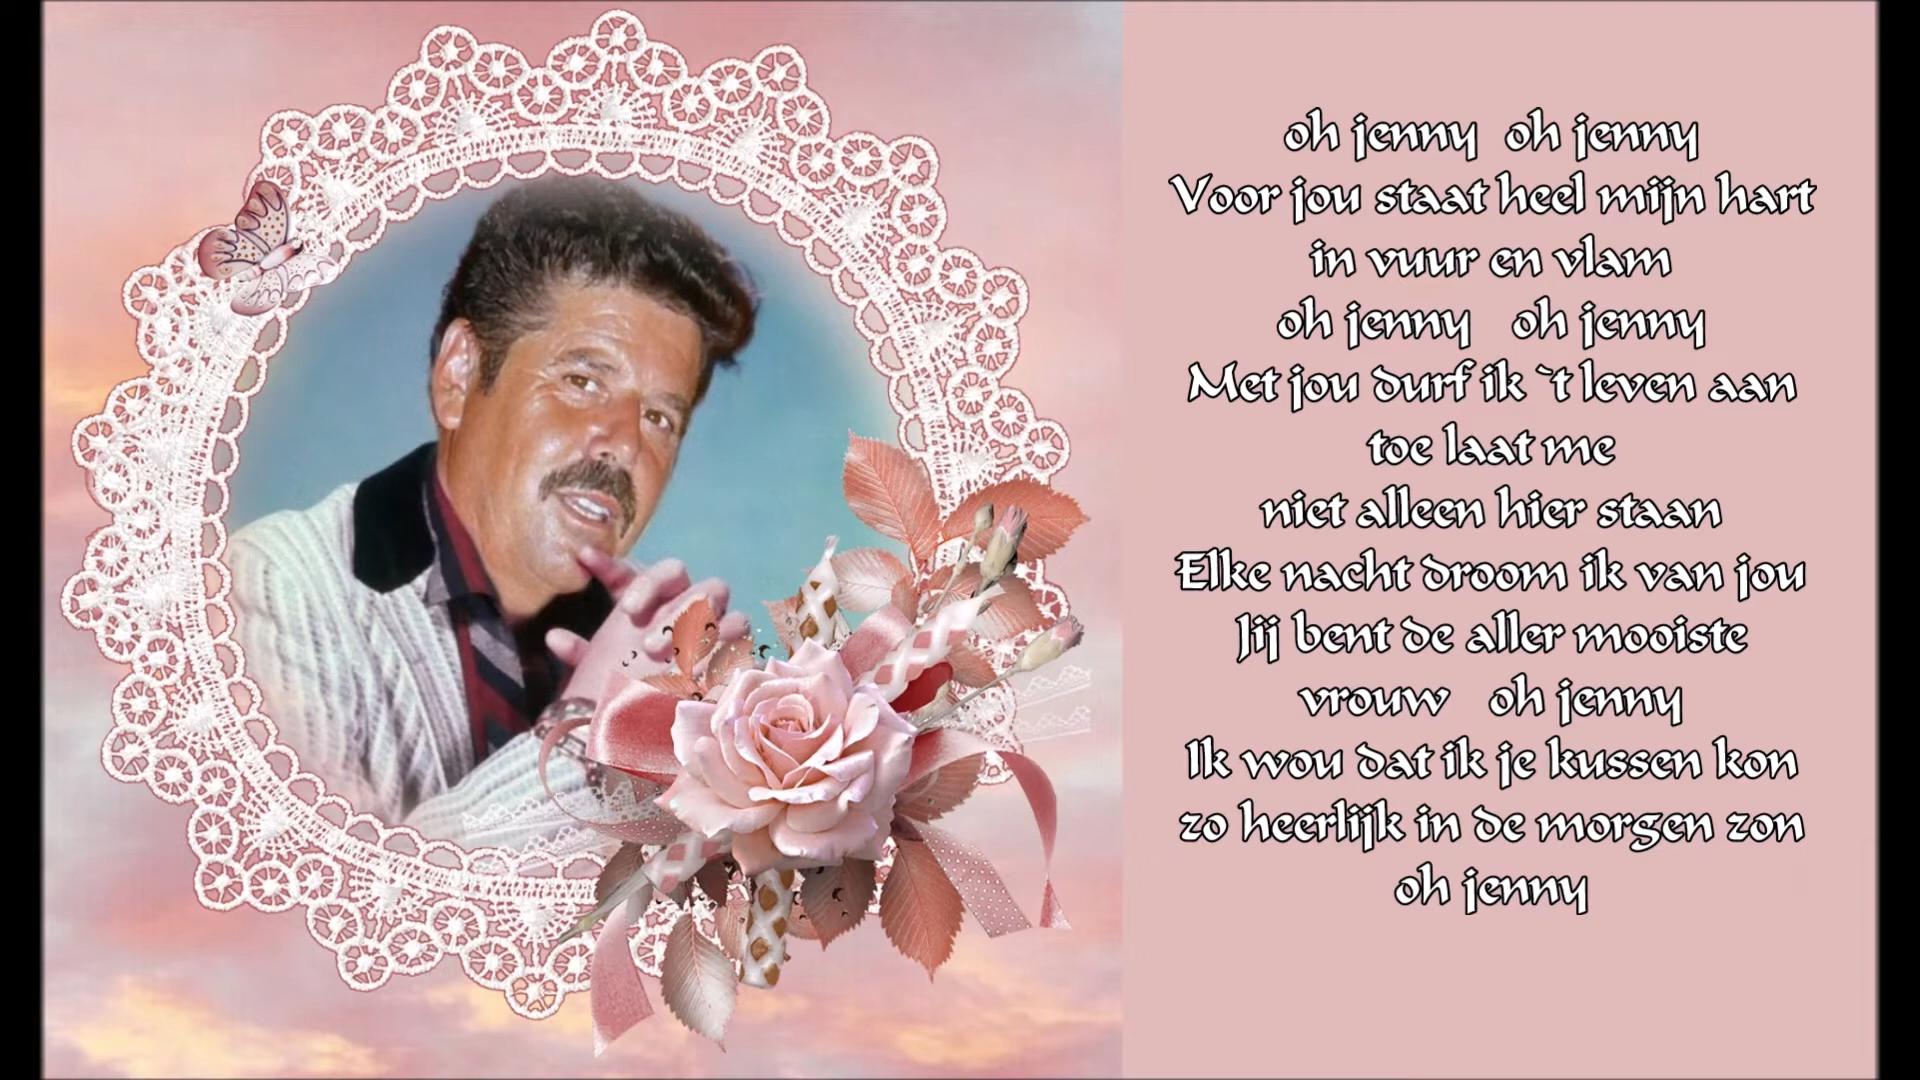 oh jenny oh jenny
Voor jou staat heel mijn hart
in vuur en vlam
oh jenny oh jenny
Met jou durf ik `t leven aan
toe laat me
niet alleen hier staan
Elke nacht droom ik van jou
Jij bent de aller mooiste
vrouw oh jenny
Ik wou dat ik je kussen kon
zo heerlijk in de morgen zon
oh jenny